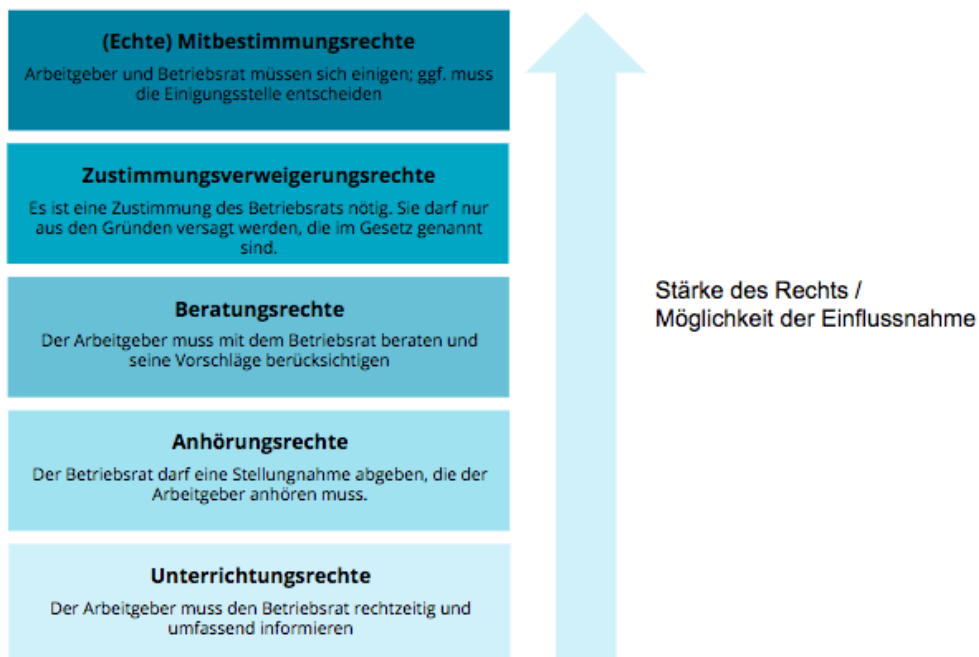 (Echte) Mitbestimmungsrechte
Arbeitgeber und Betriebsrat müssen sich einigen; ggf. muss
die Einigungsstelle entscheiden
Zustimmungsverweigerungsrechte
Es ist eine Zustimmung des Betriebsrats nötig. Sie darf nur
aus den Gründen versagt werden, die im Gesetz genannt
sind.
Beratungsrechte
Der Arbeitgeber muss mit dem Betriebsrat beraten und
seine Vorschläge berücksichtigen
Anhörungsrechte
Der Betriebsrat darf eine Stellungnahme abgeben, die der
Arbeitgeber anhören muss.
Unterrichtungsrechte
Der Arbeitgeber muss den Betriebsrat rechtzeitig und
umfassend informieren
Stärke des Rechts /
Möglichkeit der Einflussnahme